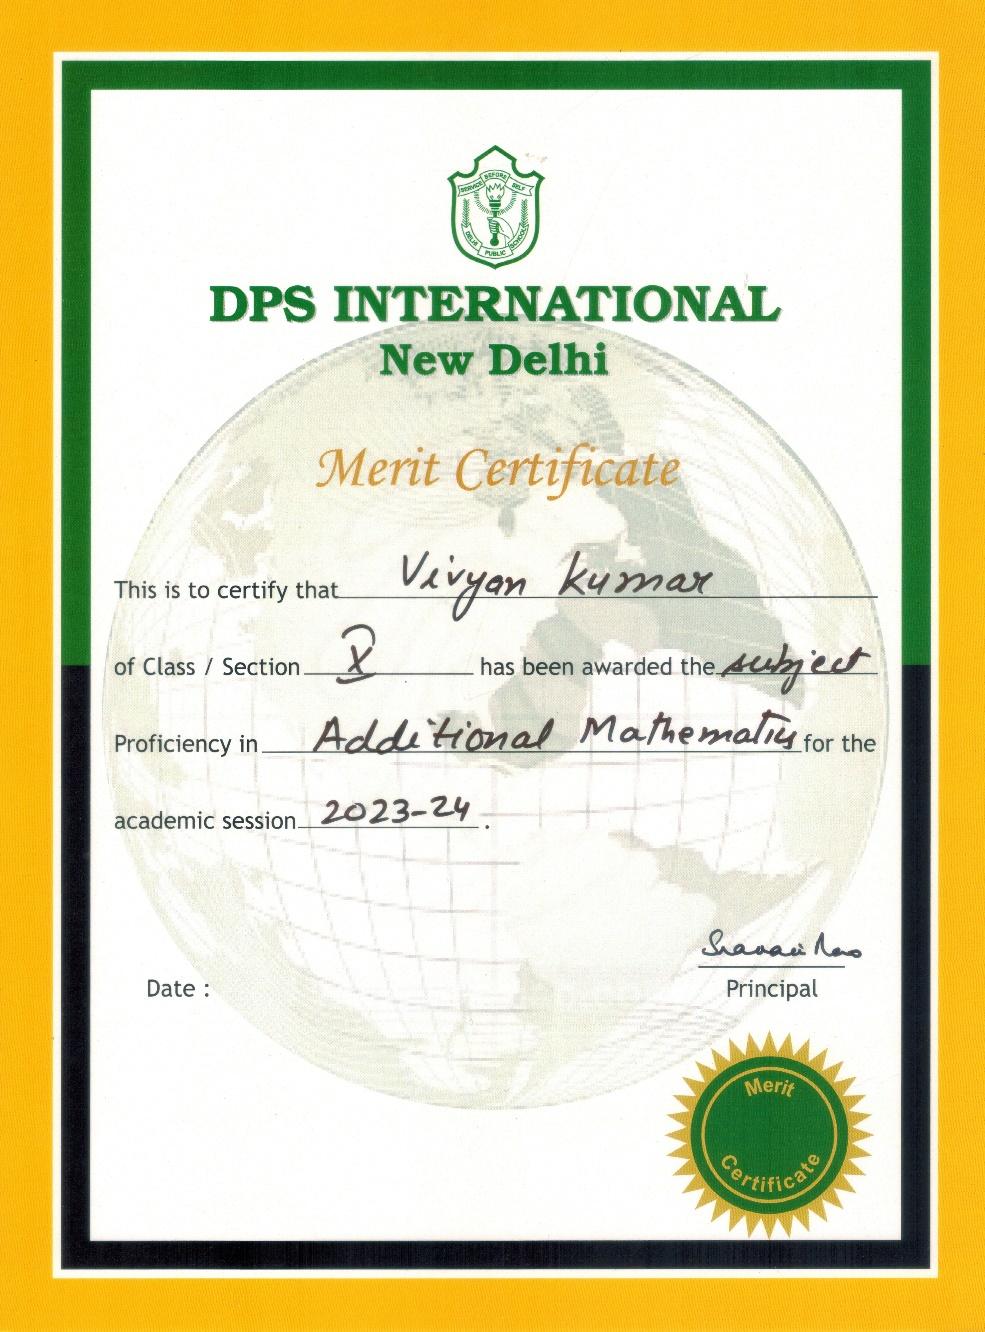 SERVICE BEFORE SELF
DELHI PUBLIC SCHOOL
DPS INTERNATIONAL
New Delhi
Merit Certificate
This is to certify that Vivyan Kumar
of Class / Section X has been awarded the subject
Proficiency in Additional Mathematics for the
academic session 2023-24 .
Date :
Principal
Merit
Certificate